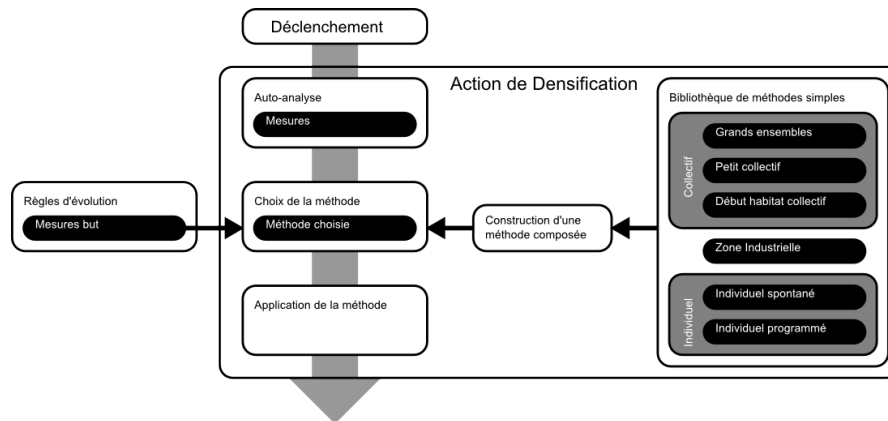 Déclenchement
Action de Densification
Auto-analyse
Mesures
Règles d'évolution
Mesures but
Choix de la méthode
Méthode choisie
Construction d'une
méthode composée
Application de la méthode
Bibliothèque de méthodes simples
Collectif
Grands ensembles
Petit collectif
Début habitat collectif
Zone Industrielle
Individuel
Individuel spontané
Individuel programmé